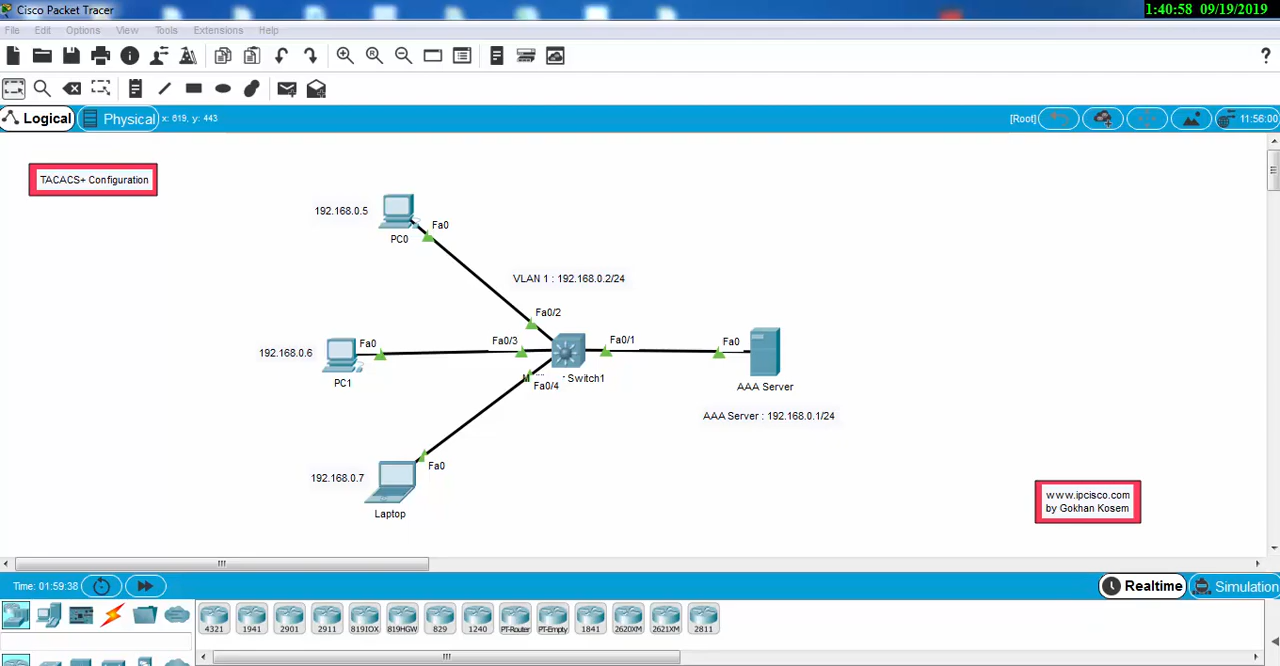 Cisco Packet Tracer
1:40:58 09/19/2019
File Edit Options View Tools Extensions Help
?
Logical
Physical
x: 619, y: 443
[Root]
11:56:00
TACACS+ Configuration
192.168.0.5
Fa0
PC0
VLAN 1 : 192.168.0.2/24
Fa0/2
192.168.0.6
Fa0
Fa0/3
Fa0/1
Fa0
PC1
Switch1
Fa0/4
AAA Server
AAA Server : 192.168.0.1/24
192.168.0.7
Fa0
Laptop
www.ipcisco.com
by Gokhan Kosem
Time: 01:59:38
Realtime
Simulation
4321 1941 2901 2911 819IOX 819HGW 829 1240 PT-Router PT-Empty 1841 2620XM 2621XM 2811